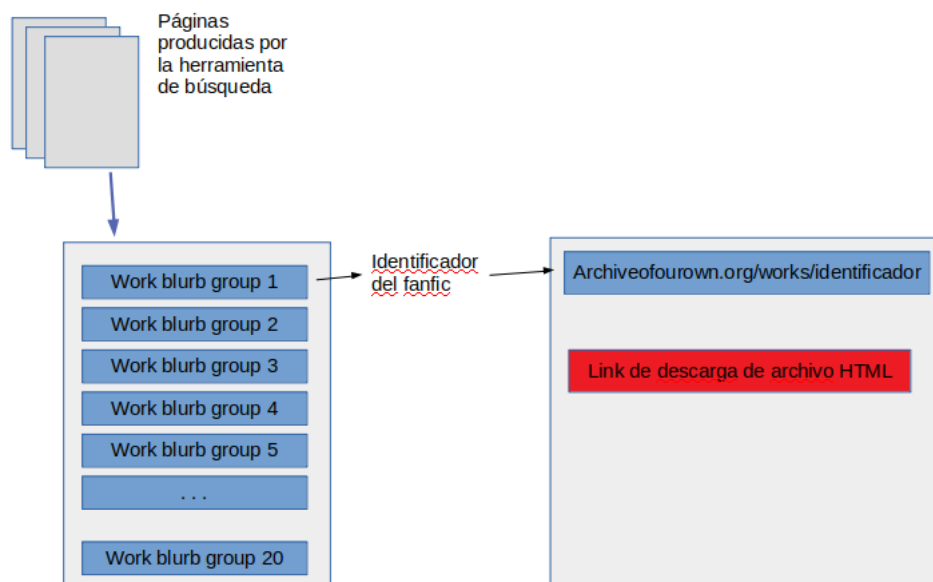 Páginas
producidas por
la herramienta
de búsqueda
Work blurb group 1
Work blurb group 2
Work blurb group 3
Work blurb group 4
Work blurb group 5
. . .
Work blurb group 20
Identificador
del fanfic
Archiveofourown.org/works/identificador
Link de descarga de archivo HTML